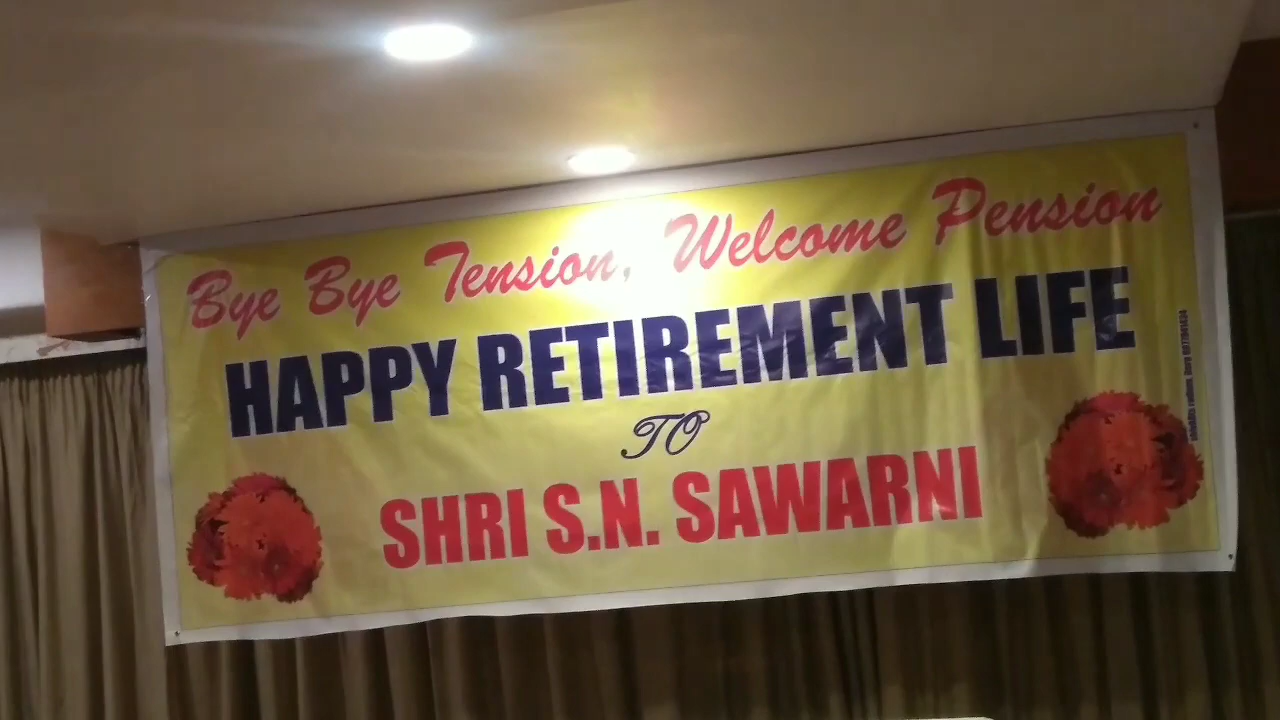 Bye Bye Tension, Welcome Pension
HAPPY RETIREMENT LIFE
TO
SHRI S.N. SAWARNI